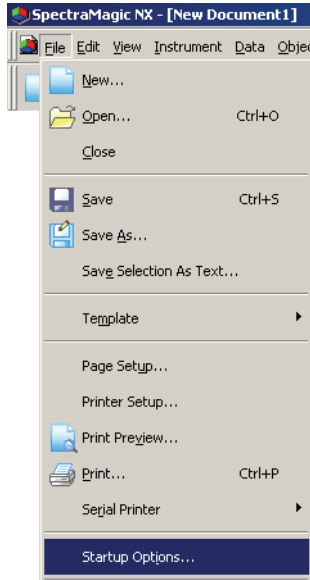 SpectraMagic NX - [New Document1]
File Edit View Instrument Data Objec
New...
Open... Ctrl+O
Close
Save Ctrl+S
Save As...
Save Selection As Text...
Template
Page Setup...
Printer Setup...
Print Preview...
Print... Ctrl+P
Serial Printer
Startup Options...